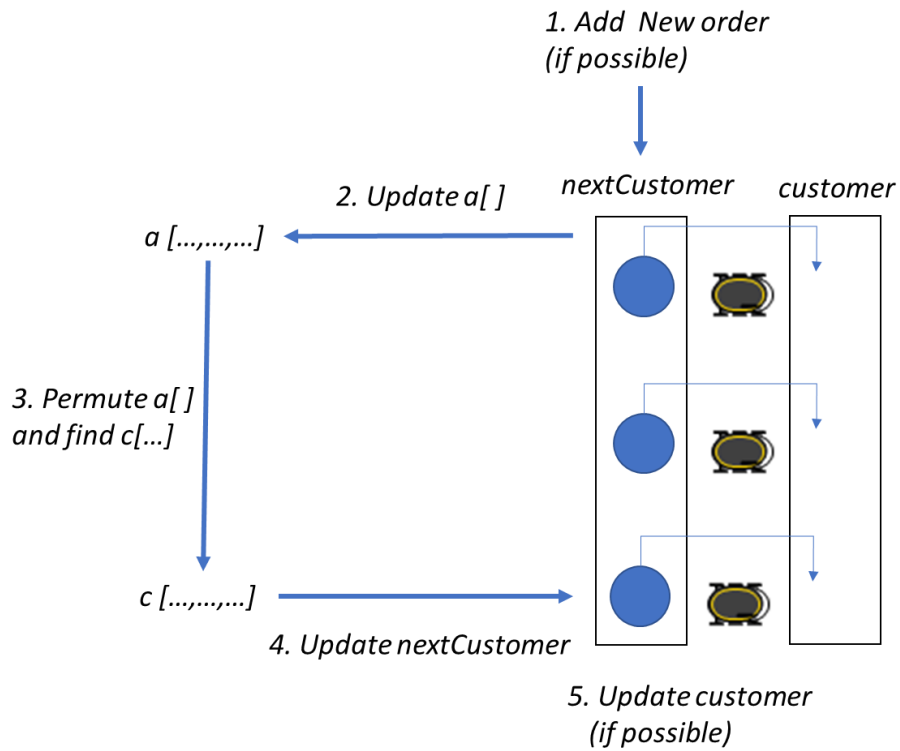 1. Add New order
(if possible)
nextCustomer
customer
2. Update a[ ]
a [...,...,...]
3. Permute a[ ]
and find c[...]
c [...,...,...]
4. Update nextCustomer
5. Update customer
(if possible)